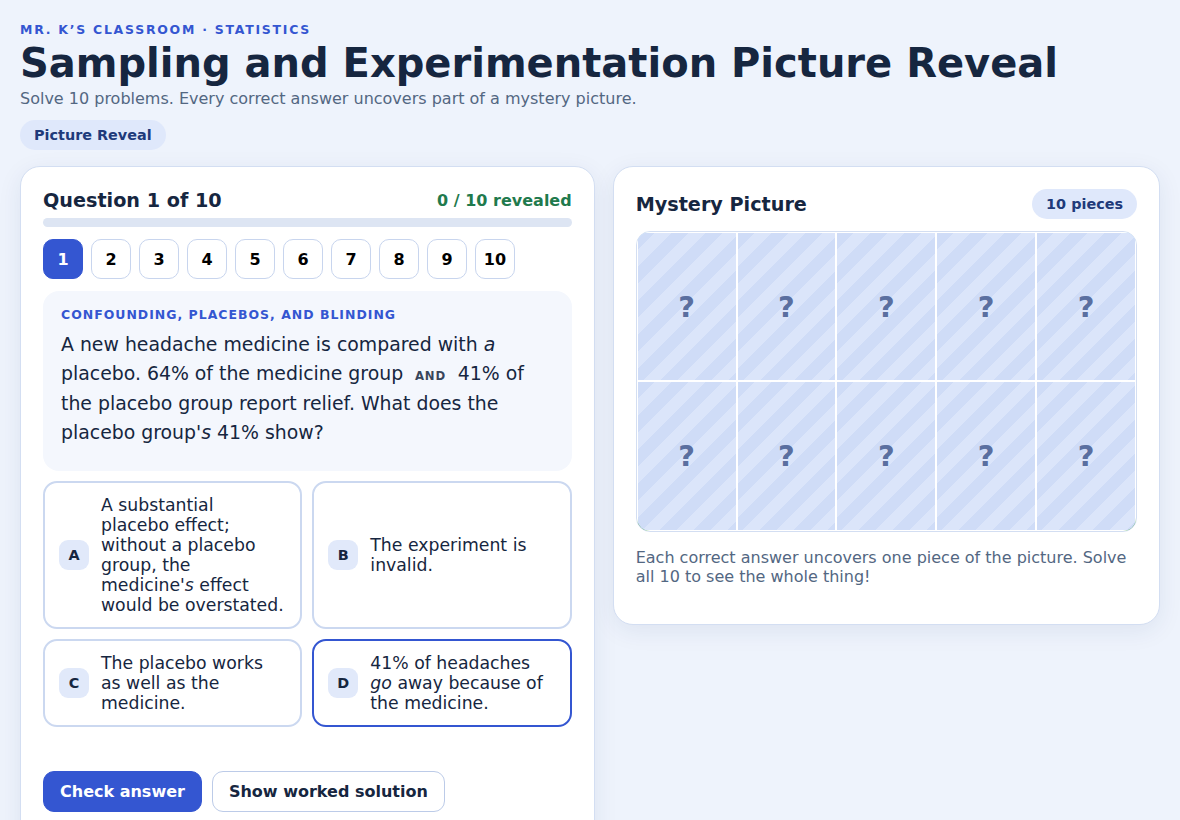 MR. K’S CLASSROOM · STATISTICS
Sampling and Experimentation Picture Reveal
Solve 10 problems. Every correct answer uncovers part of a mystery picture.
Picture Reveal
Question 1 of 10
0 / 10 revealed
1 2 3 4 5 6 7 8 9 10
CONFOUNDING, PLACEBOS, AND BLINDING
A new headache medicine is compared with a
placebo. 64% of the medicine group AND 41% of
the placebo group report relief. What does the
placebo group's 41% show?
A
A substantial
placebo effect;
without a placebo
group, the
medicine's effect
would be overstated.
B
The experiment is
invalid.
C
The placebo works
as well as the
medicine.
D
41% of headaches
go away because of
the medicine.
Check answer
Show worked solution
Mystery Picture
10 pieces
? ? ? ? ?
? ? ? ? ?
Each correct answer uncovers one piece of the picture. Solve
all 10 to see the whole thing!